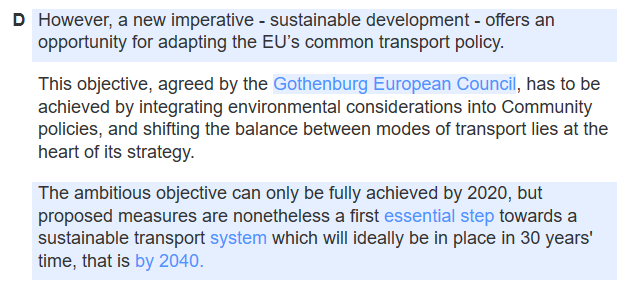 D However, a new imperative - sustainable development - offers an
opportunity for adapting the EU's common transport policy.
This objective, agreed by the Gothenburg European Council, has to be
achieved by integrating environmental considerations into Community
policies, and shifting the balance between modes of transport lies at the
heart of its strategy.
The ambitious objective can only be fully achieved by 2020, but
proposed measures are nonetheless a first essential step towards a
sustainable transport system which will ideally be in place in 30 years'
time, that is by 2040.